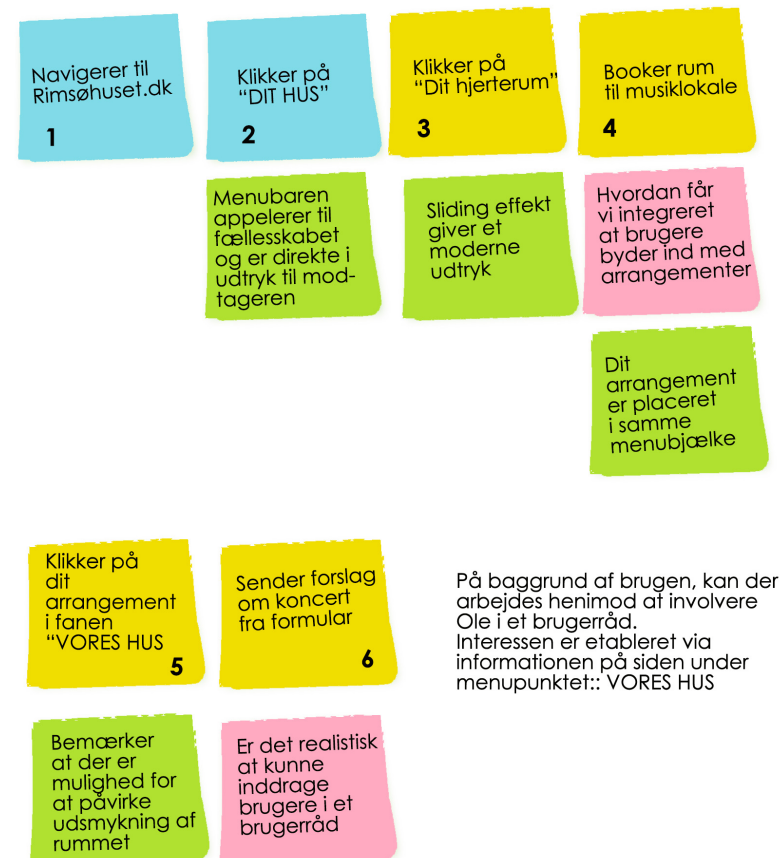 Navigerer til
Rimsøhuset.dk
1
Klikker på
“DIT HUS”
2
Klikker på
“Dit hjerterum”
3
Booker rum
til musiklokale
4
Menubaren
appelerer til
fællesskabet
og er direkte i
udtryk til mod-
tageren
Sliding effekt
giver et
moderne
udtryk
Hvordan får
vi integreret
at brugere
byder ind med
arrangementer
Dit
arrangement
er placeret
i samme
menubjælke
Klikker på
dit
arrangement
i fanen
“VORES HUS
5
Sender forslag
om koncert
fra formular
6
På baggrund af brugen, kan der
arbejdes henimod at involvere
Ole i et brugerråd.
Interessen er etableret via
informationen på siden under
menupunktet:: VORES HUS
Bemærker
at der er
mulighed for
at påvirke
udsmykning af
rummet
Er det realistisk
at kunne
inddrage
brugere i et
brugerråd